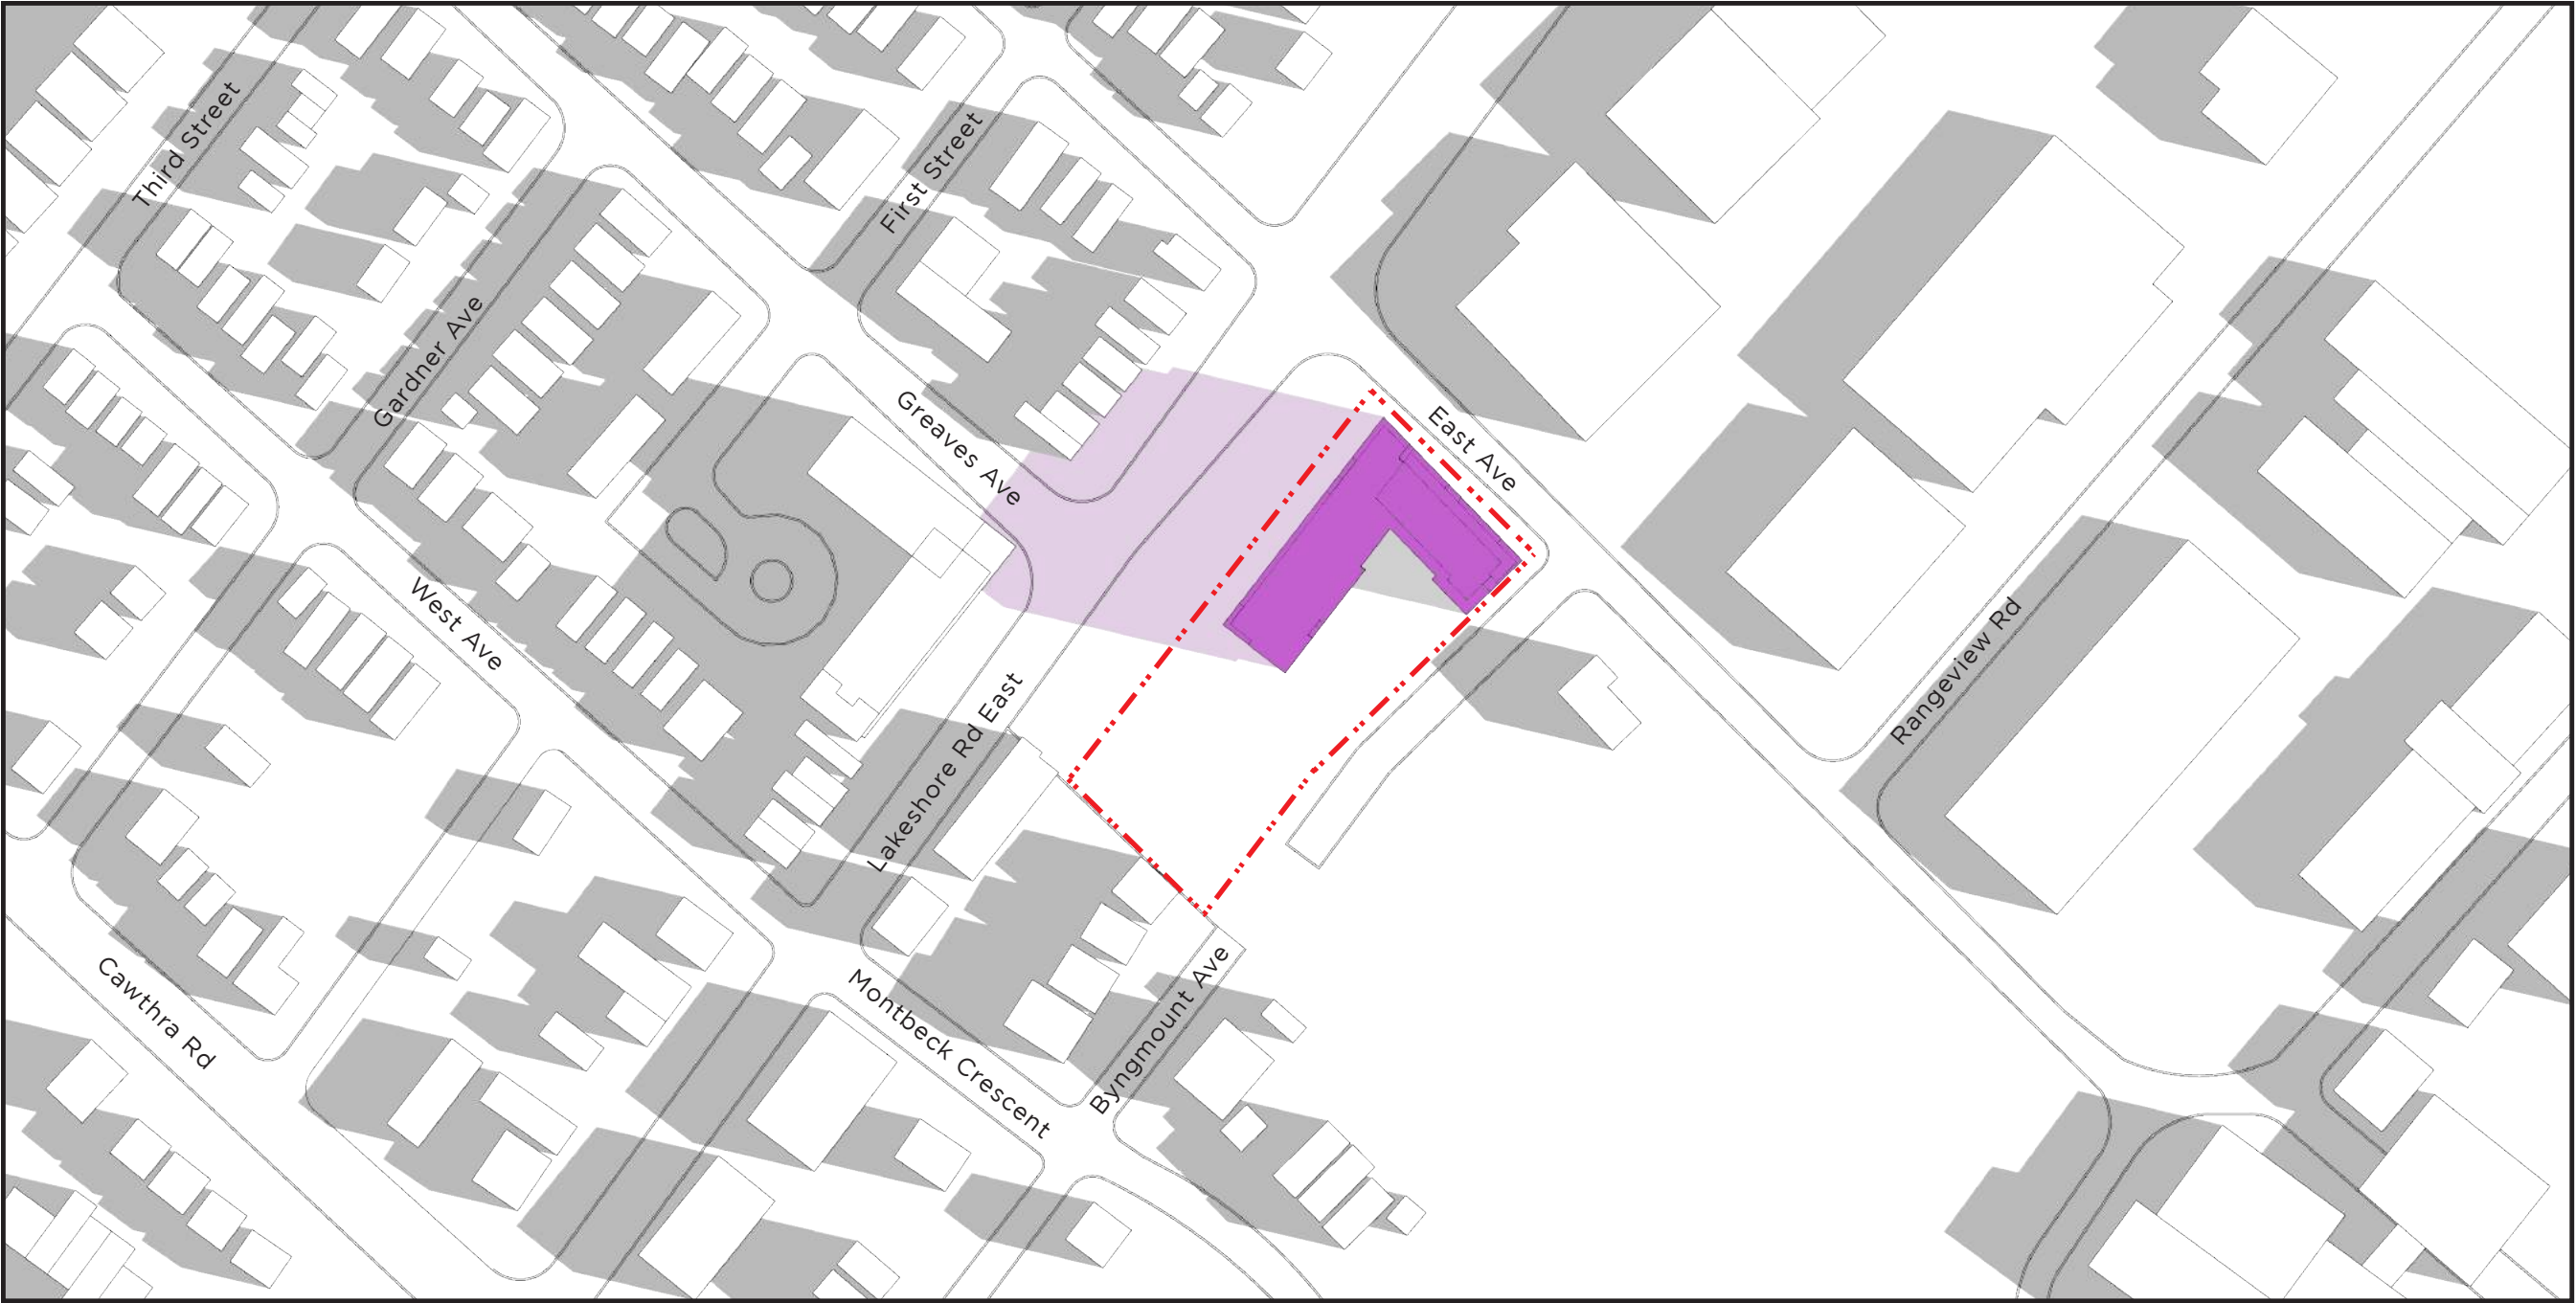 Third Street
First Street
Gardner Ave
Greaves Ave
East Ave
West Ave
Rangeview Rd
Lakeshore Rd East
Cawthra Rd
Montbeck Crescent
Byngmount Ave